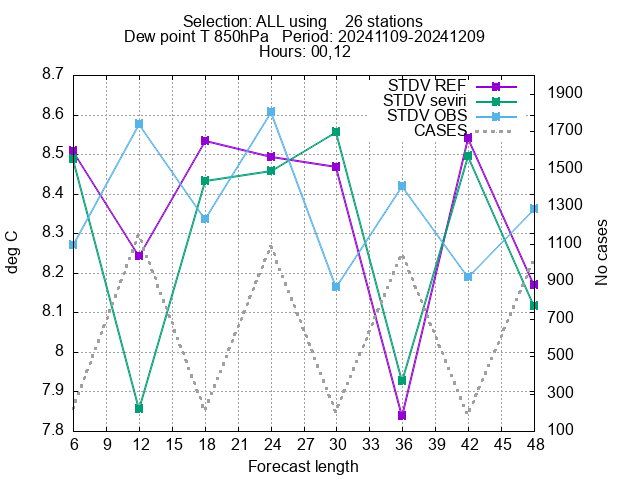 Selection: ALL using    26 stations
Dew point T 850hPa   Period: 20241109-20241209
Hours: 00,12
STDV REF
STDV seviri
STDV OBS
CASES
deg C
8.7
8.6
8.5
8.4
8.3
8.2
8.1
8
7.9
7.8
No cases
1900
1700
1500
1300
1100
900
700
500
300
100
6 9 12 15 18 21 24 27 30 33 36 39 42 45 48
Forecast length